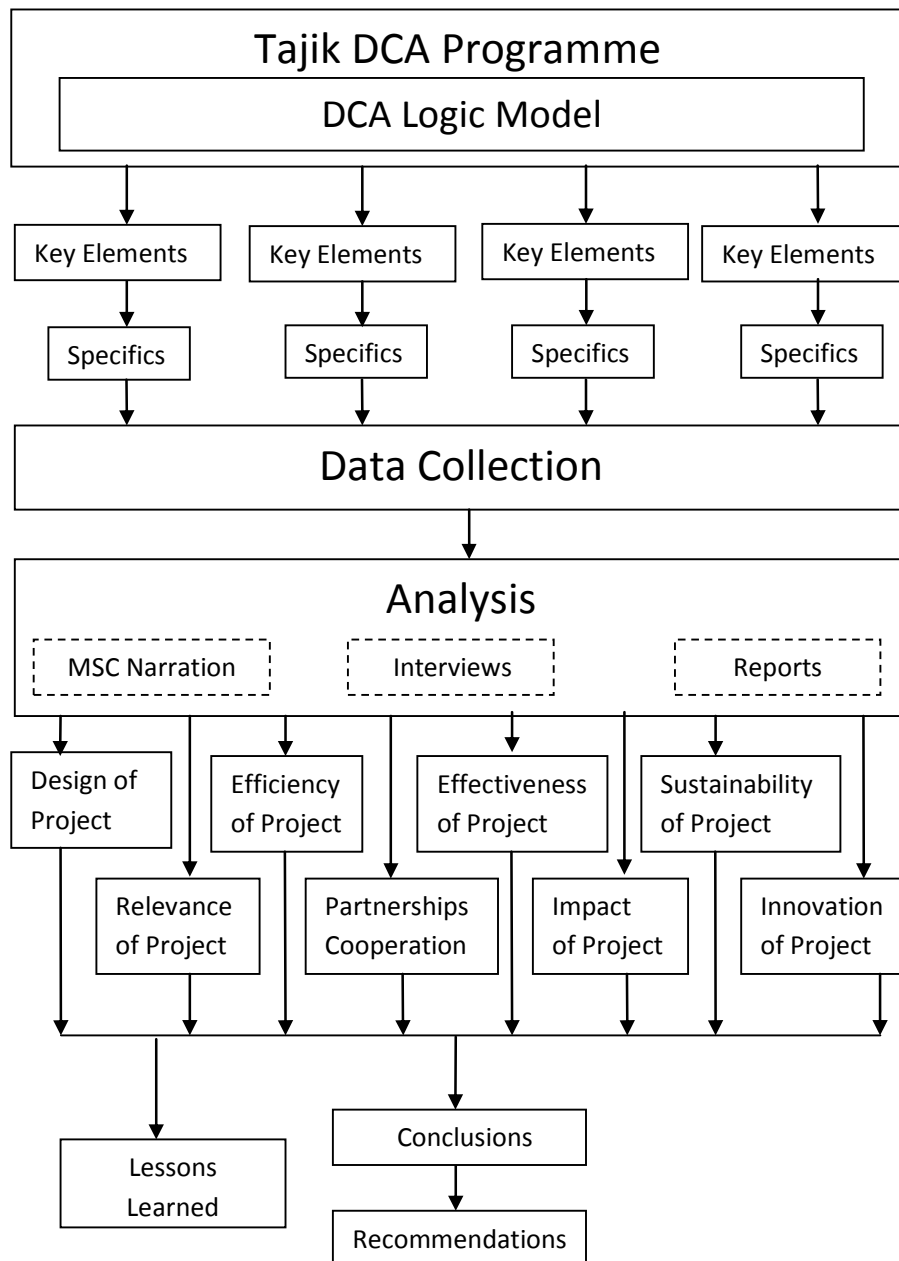 Tajik DCA Programme
DCA Logic Model
Key Elements
Key Elements
Key Elements
Key Elements
Specifics
Specifics
Specifics
Specifics
Data Collection
Analysis
MSC Narration
Interviews
Reports
Design of
Project
Efficiency
of Project
Effectiveness
of Project
Sustainability
of Project
Relevance
of Project
Partnerships
Cooperation
Impact
of Project
Innovation
of Project
Lessons
Learned
Conclusions
Recommendations